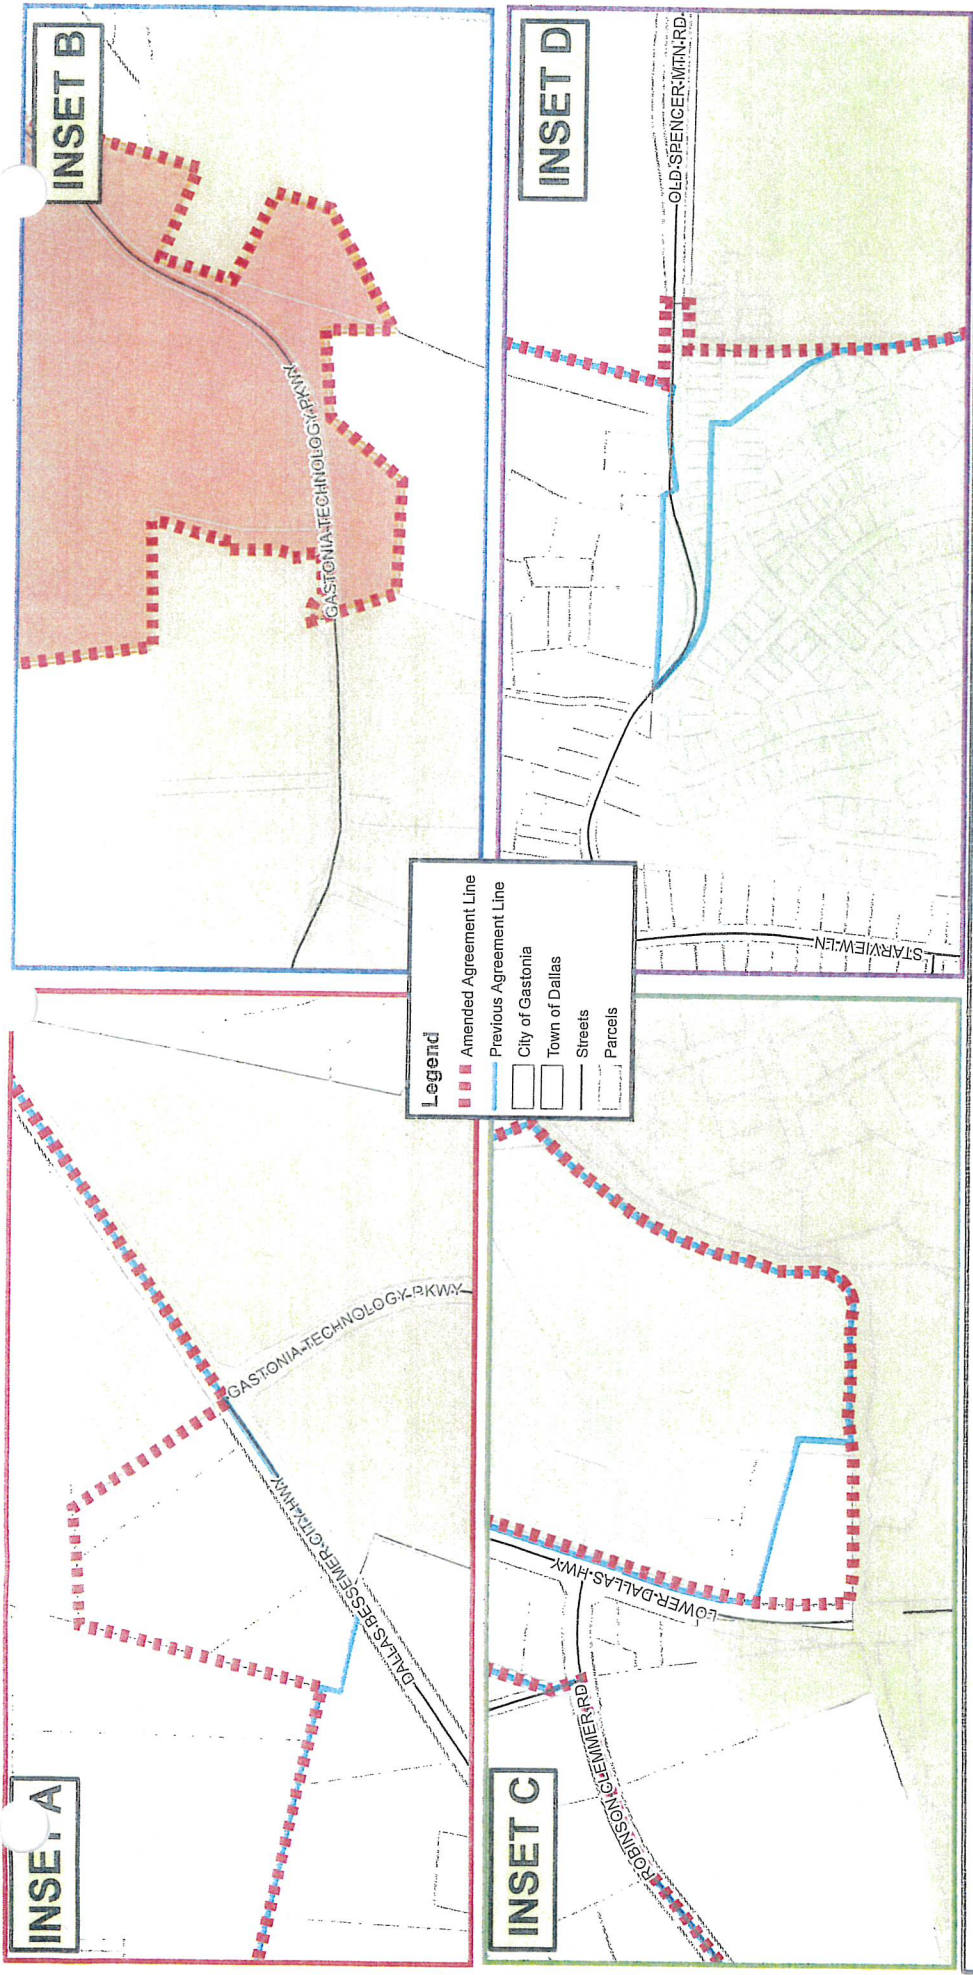 INSET A
DALLAS-BESSEMER-CITY-HWY
GASTONIA-TECHNOLOGY-PKWY
INSET B
GASTONIA-TECHNOLOGY-PKWY
Legend
Amended Agreement Line
Previous Agreement Line
City of Gastonia
Town of Dallas
Streets
Parcels
INSET C
ROBINSON-CLEMMER-RD
LOWER-DALLAS-HWY
INSET D
OLD-SPENCER-MTN-RD
STARVIEW-LN